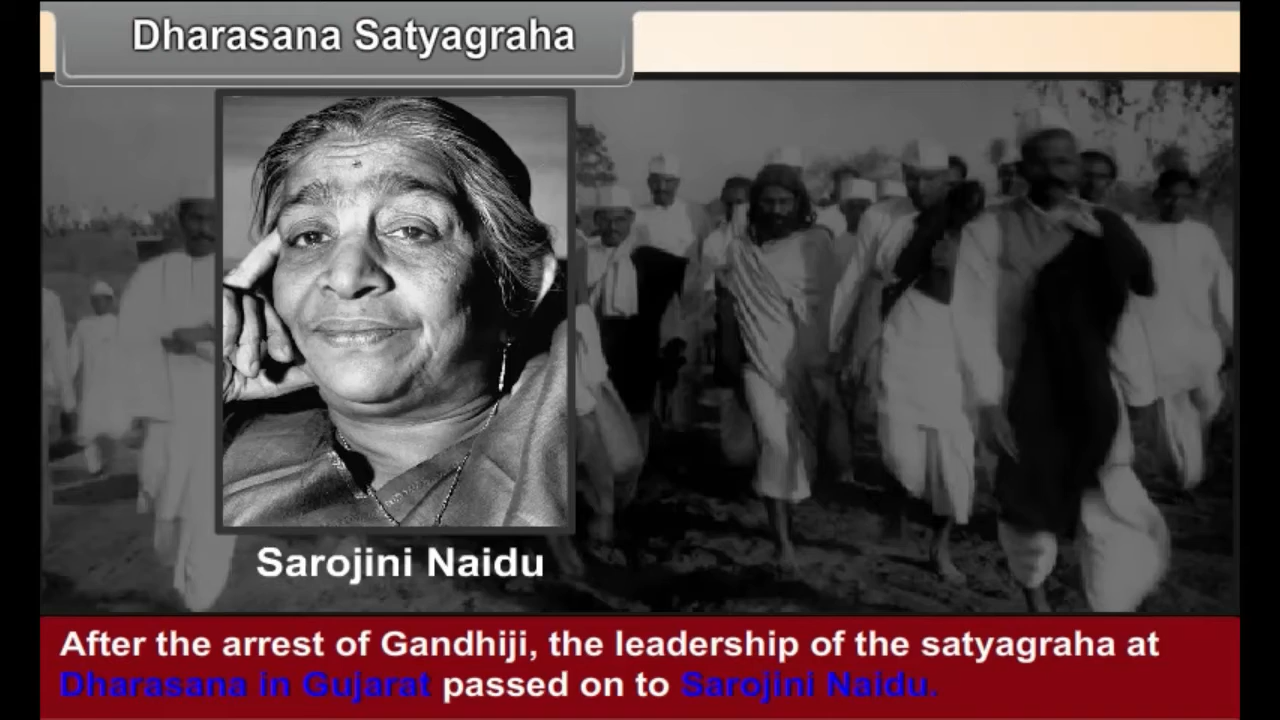 Dharasana Satyagraha
Sarojini Naidu
After the arrest of Gandhiji, the leadership of the satyagraha at
Dharasana in Gujarat passed on to Sarojini Naidu.